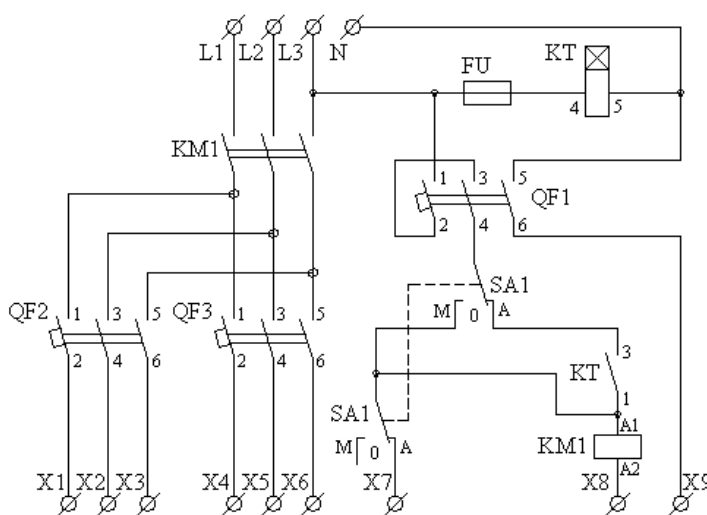 L1 L2 L3 N
FU KT
4 5
KM1
1 3 5
QF1
2 4 6
SA1
M 0 A
QF2 1 3 5
QF3 1 3 5
2 4 6
2 4 6
3
KT
1
SA1
M 0 A
A1
KM1
A2
X1 X2 X3 X4 X5 X6 X7 X8 X9